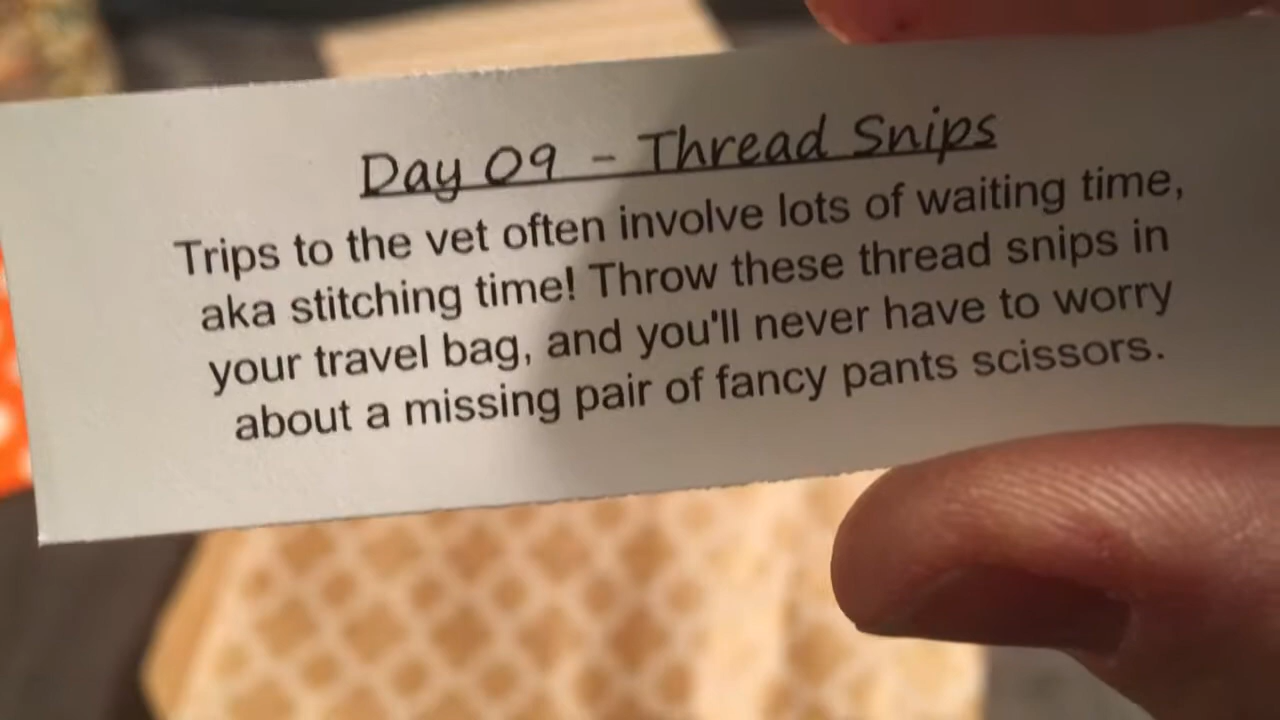 Day 09 - Thread Snips
Trips to the vet often involve lots of waiting time,
aka stitching time! Throw these thread snips in
your travel bag, and you'll never have to worry
about a missing pair of fancy pants scissors.